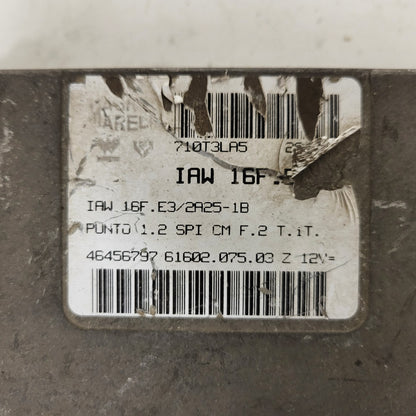 710T3LA5
IAW 16F.
IAW 16F.E3/2A25-1B
PUNTO 1.2 SPI CM F.2 T.iT.
46456797 61602.075.03 Z 12V=